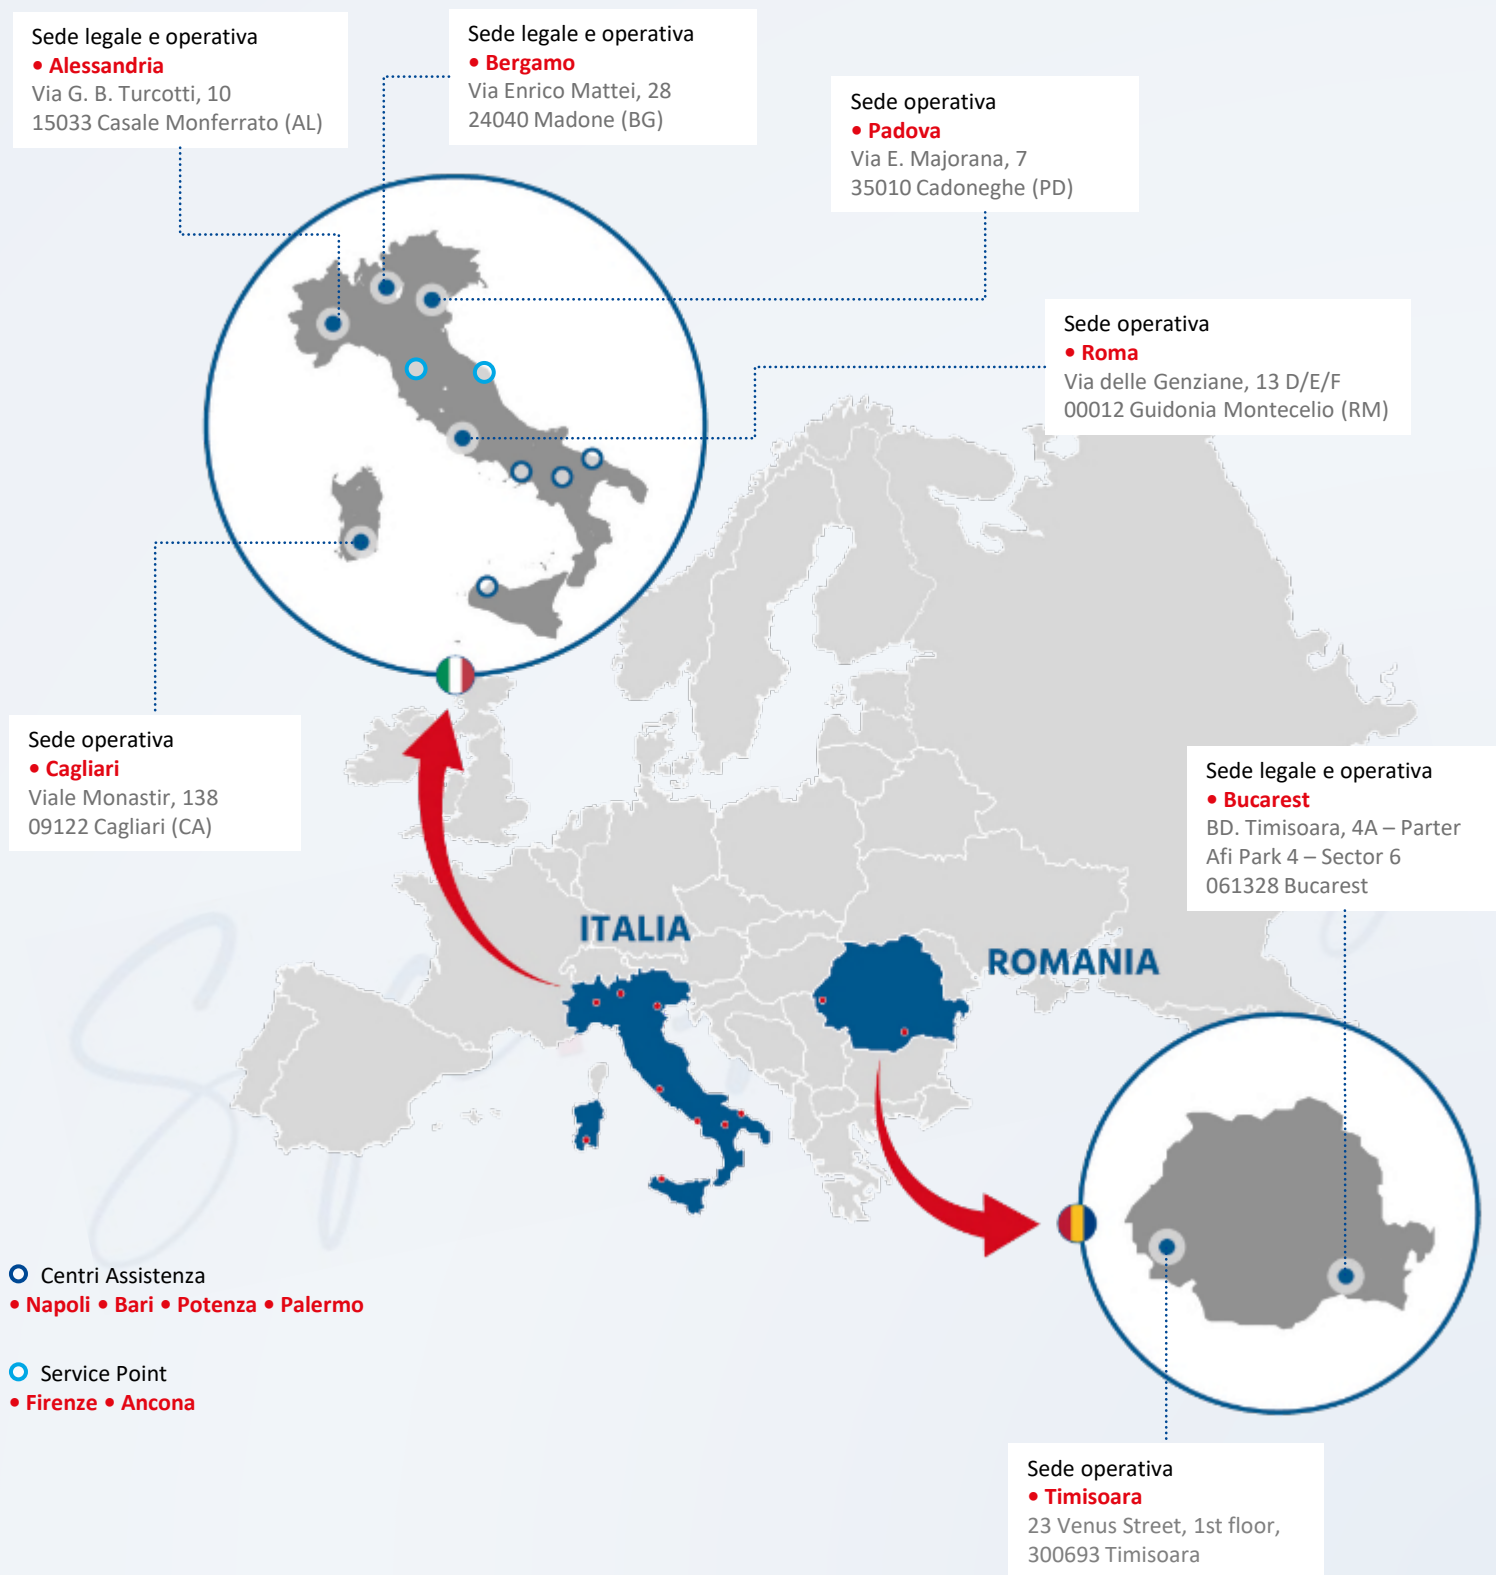 Sede legale e operativa
• Alessandria
Via G. B. Turcotti, 10
15033 Casale Monferrato (AL)
Sede legale e operativa
• Bergamo
Via Enrico Mattei, 28
24040 Madone (BG)
Sede operativa
• Padova
Via E. Majorana, 7
35010 Cadoneghe (PD)
Sede operativa
• Roma
Via delle Genziane, 13 D/E/F
00012 Guidonia Montecelio (RM)
Sede operativa
• Cagliari
Viale Monastir, 138
09122 Cagliari (CA)
Sede legale e operativa
• Bucarest
BD. Timisoara, 4A – Parter
Afi Park 4 – Sector 6
061328 Bucarest
ITALIA
ROMANIA
Centri Assistenza
• Napoli • Bari • Potenza • Palermo
Service Point
• Firenze • Ancona
Sede operativa
• Timisoara
23 Venus Street, 1st floor,
300693 Timisoara